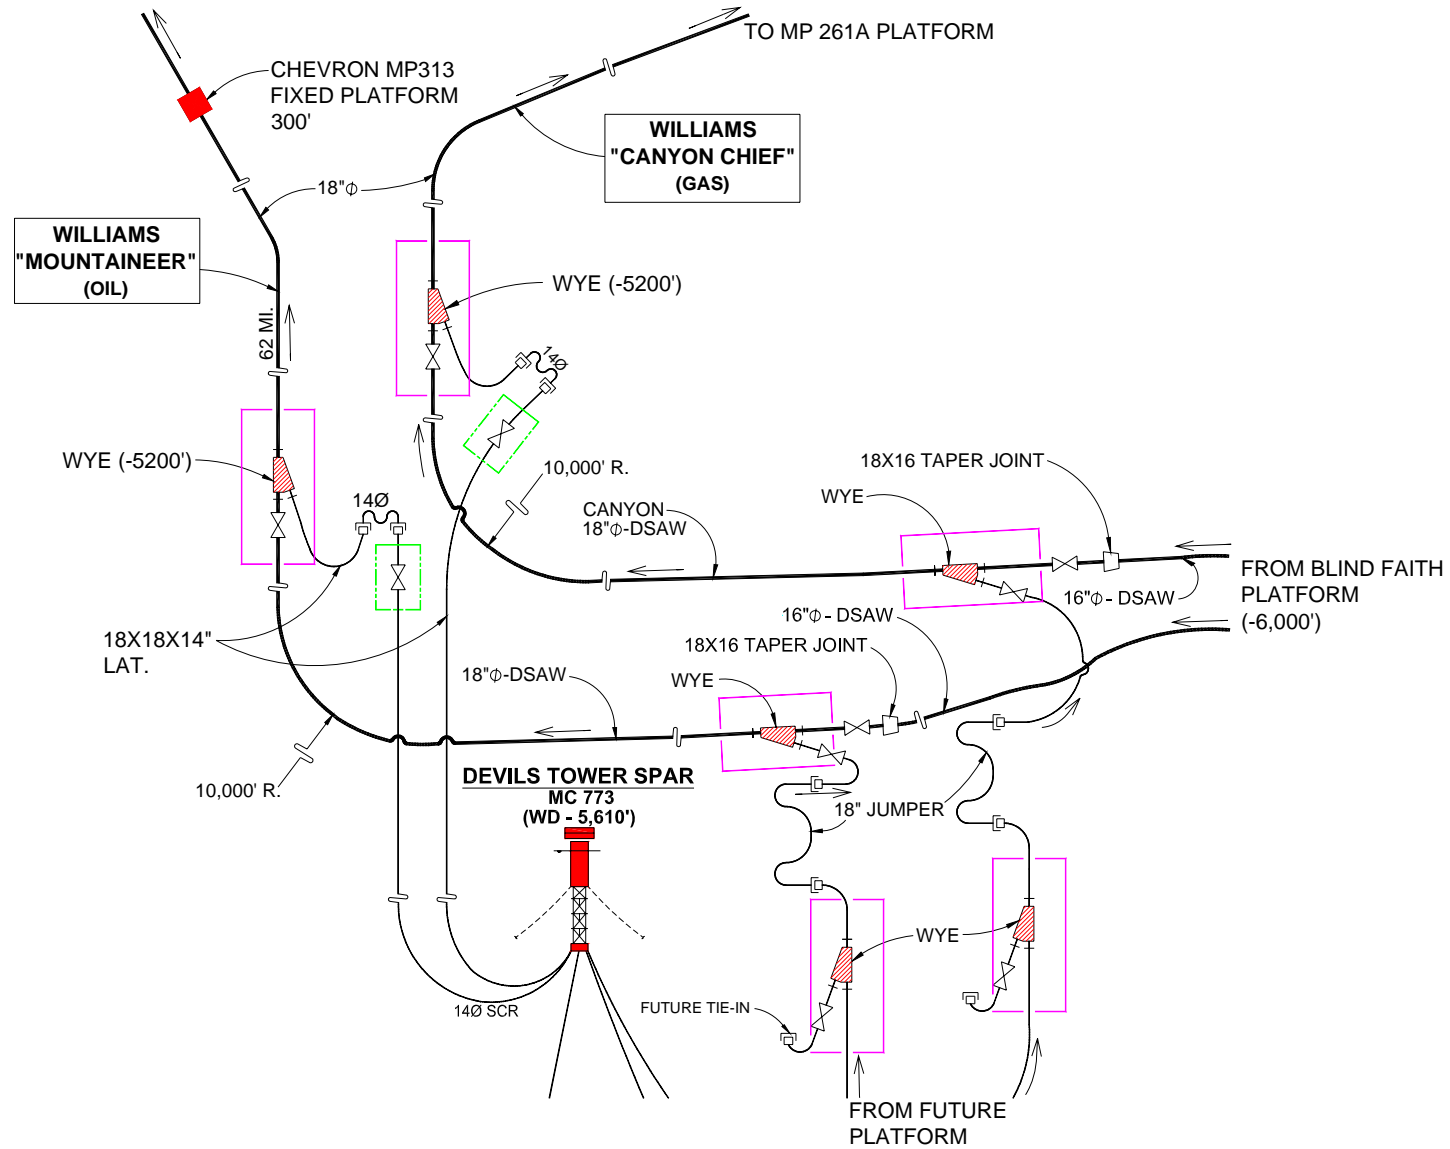 TO MP 261A PLATFORM
CHEVRON MP313
FIXED PLATFORM
300'
WILLIAMS
"CANYON CHIEF"
(GAS)
18"ϕ
WILLIAMS
"MOUNTAINEER"
(OIL)
WYE (-5200')
62 MI.
14Ø
WYE (-5200')
10,000' R.
18X16 TAPER JOINT
WYE
14Ø
CANYON
18"ϕ-DSAW
FROM BLIND FAITH
PLATFORM
(-6,000')
16"ϕ- DSAW
16"ϕ- DSAW
18X18X14"
LAT.
18X16 TAPER JOINT
18"ϕ-DSAW
WYE
DEVILS TOWER SPAR
MC 773
(WD - 5,610')
10,000' R.
18" JUMPER
WYE
14Ø SCR
FUTURE TIE-IN
FROM FUTURE
PLATFORM